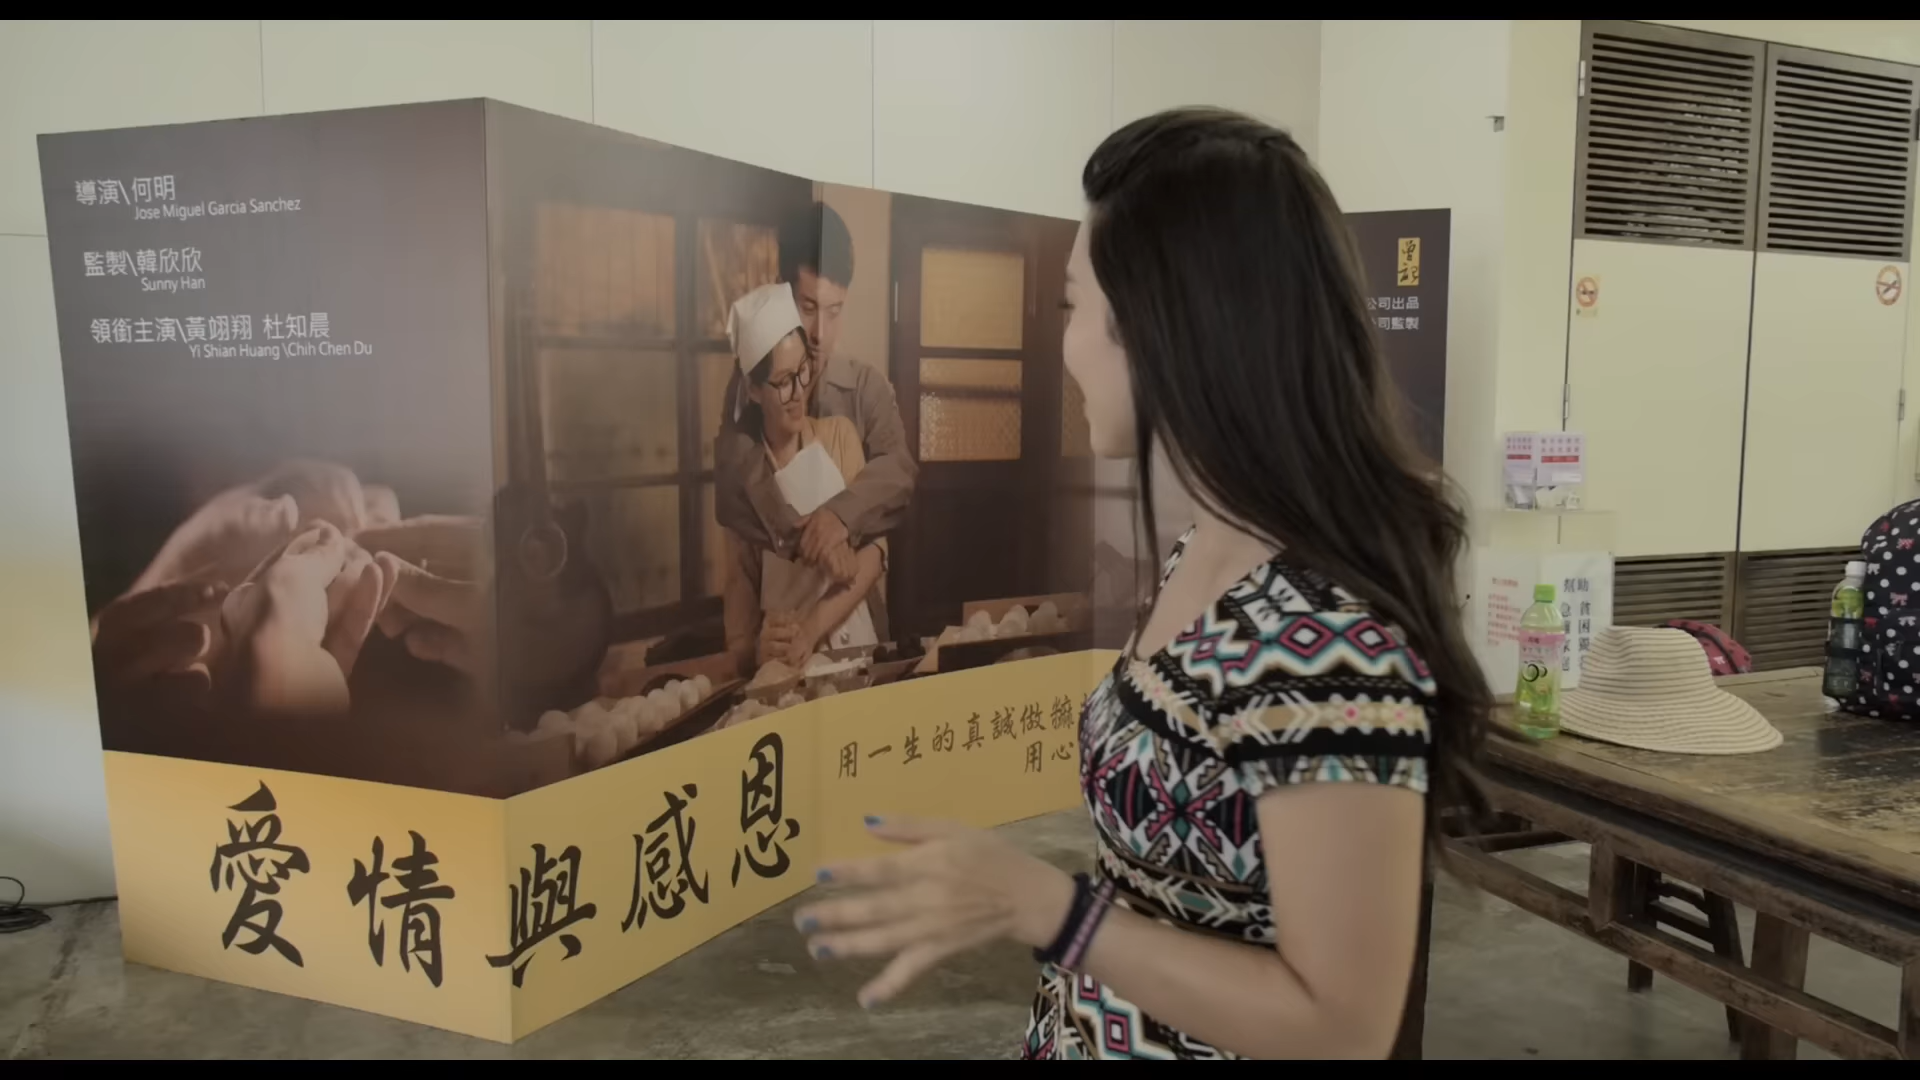 導演\何明
Jose Miguel Garcia Sanchez
監製\韓欣欣
Sunny Han
領銜主演\黃翊翔 杜知晨
Yi Shian Huang \Chih Chen Du
愛情與感恩
用一生的真誠做
用心
曾記
公司出品
司監製